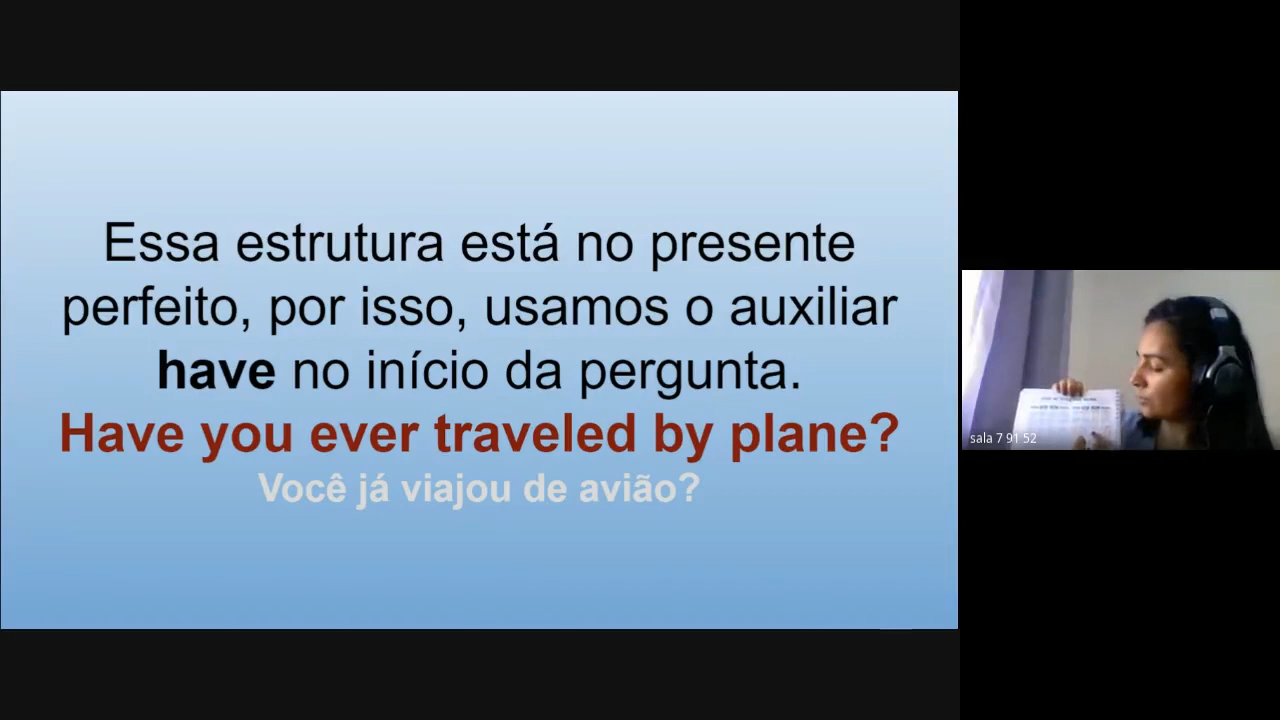 Essa estrutura está no presente
perfeito, por isso, usamos o auxiliar
have no início da pergunta.
Have you ever traveled by plane?
Você já viajou de avião?
sala 7 91 52